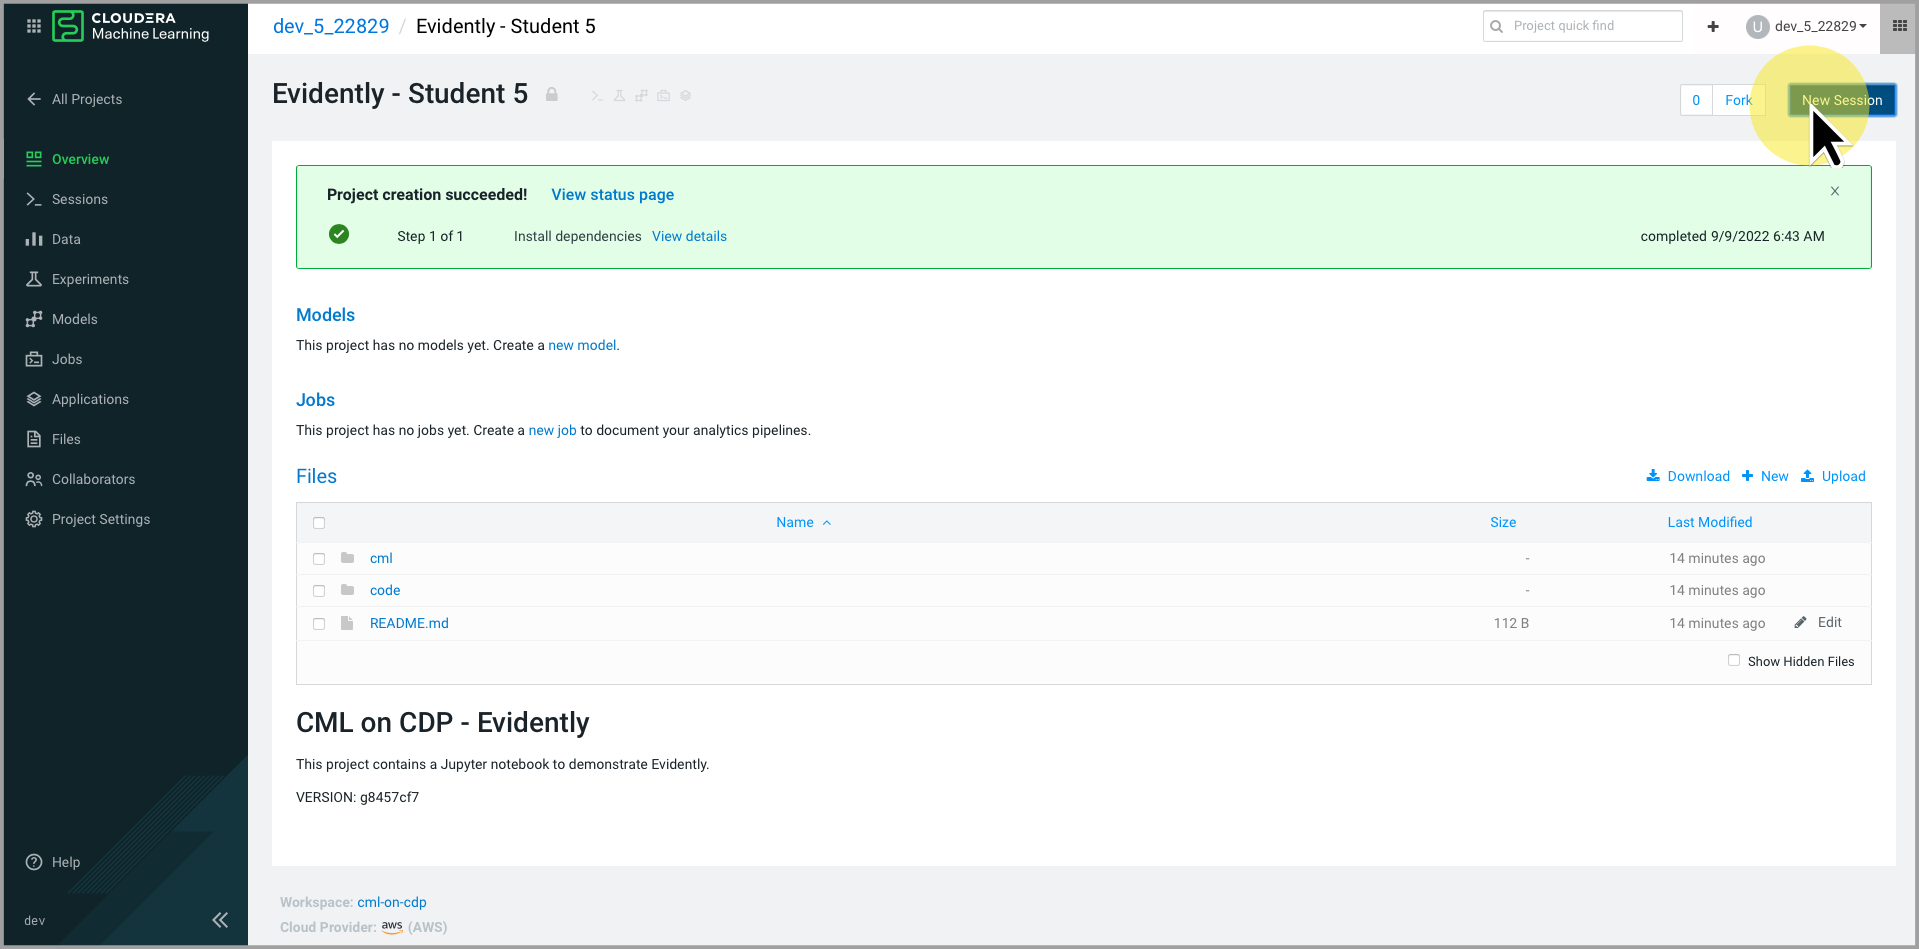 CLOUDERA
Machine Learning
dev_5_22829 / Evidently - Student 5
Project quick find
U dev_5_22829
All Projects
Evidently - Student 5
0 Fork
New Session
Overview
Sessions
Data
Experiments
Models
Jobs
Applications
Files
Collaborators
Project Settings
Help
dev
Project creation succeeded! View status page
X
Step 1 of 1 Install dependencies View details completed 9/9/2022 6:43 AM
Models
This project has no models yet. Create a new model.
Jobs
This project has no jobs yet. Create a new job to document your analytics pipelines.
Files
Download New Upload
Name Size Last Modified
cml - 14 minutes ago
code - 14 minutes ago
README.md 112 B 14 minutes ago Edit
Show Hidden Files
CML on CDP - Evidently
This project contains a Jupyter notebook to demonstrate Evidently.
VERSION: g8457cf7
Workspace: cml-on-cdp
Cloud Provider: aws (AWS)